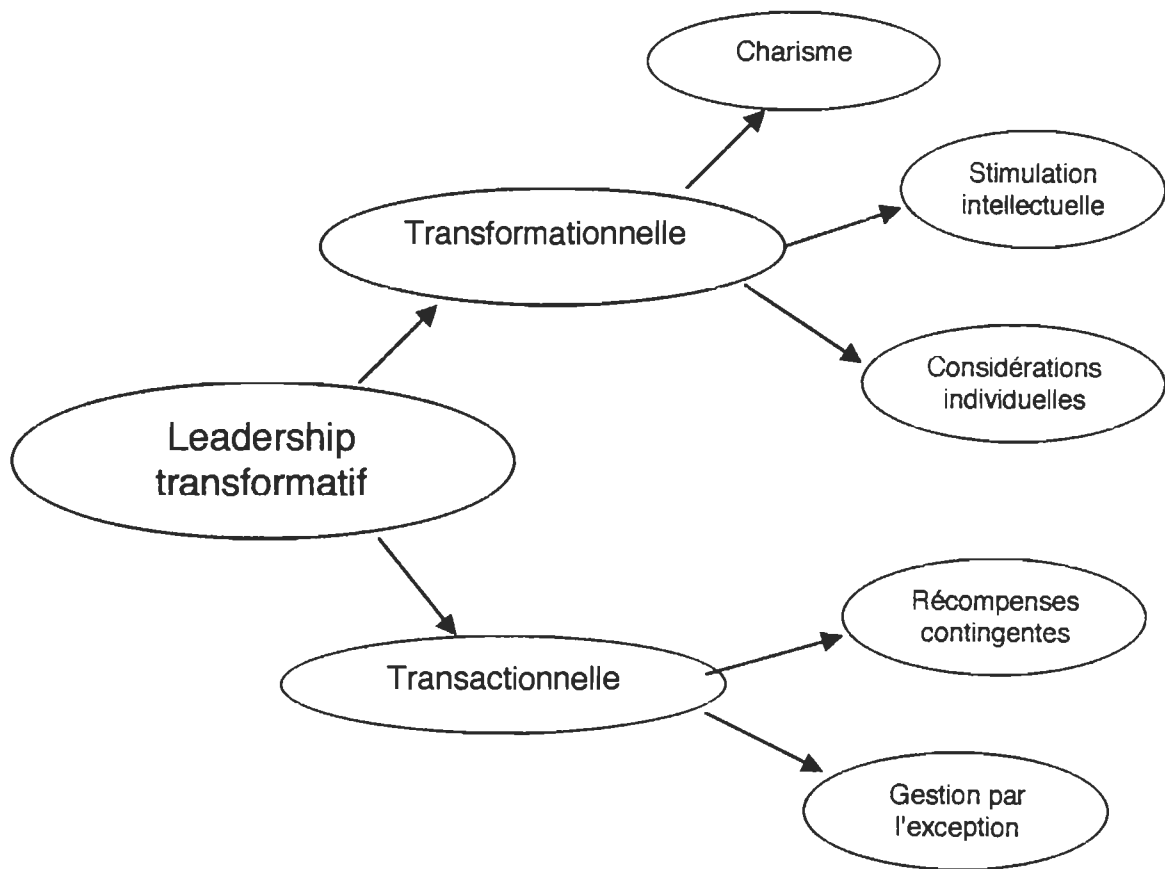 Charisme
Stimulation
intellectuelle
Transformationnelle
Considérations
individuelles
Leadership
transformatif
Récompenses
contingentes
Transactionnelle
Gestion par
l'exception